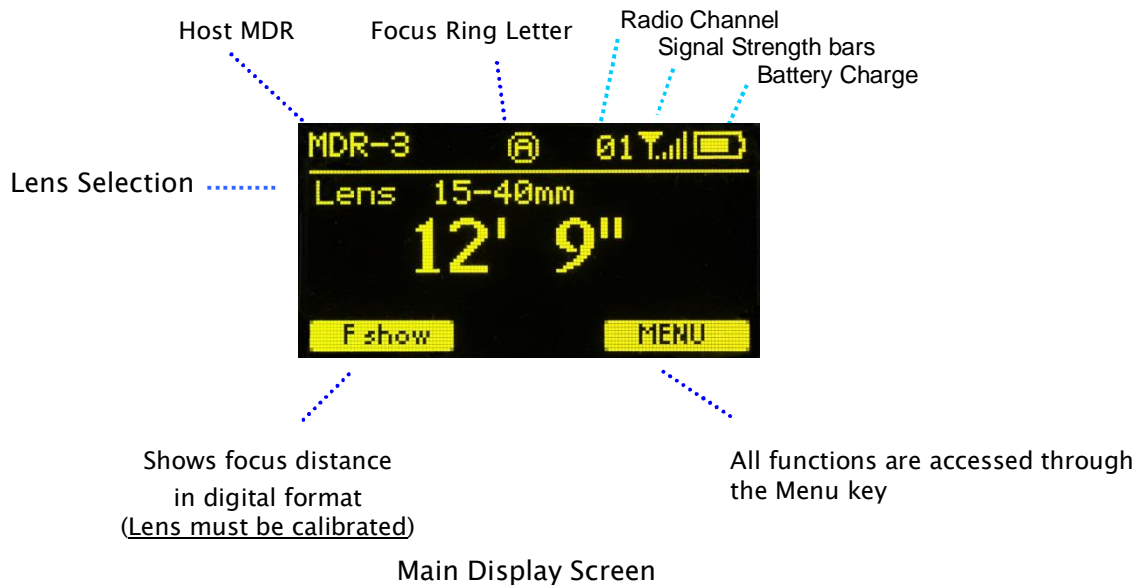 Host MDR
Focus Ring Letter
Radio Channel
Signal Strength bars
Battery Charge
MDR-3 A 01
Lens Selection
Lens 15-40mm
12' 9"
F show MENU
Shows focus distance
in digital format
(Lens must be calibrated)
All functions are accessed through
the Menu key
Main Display Screen